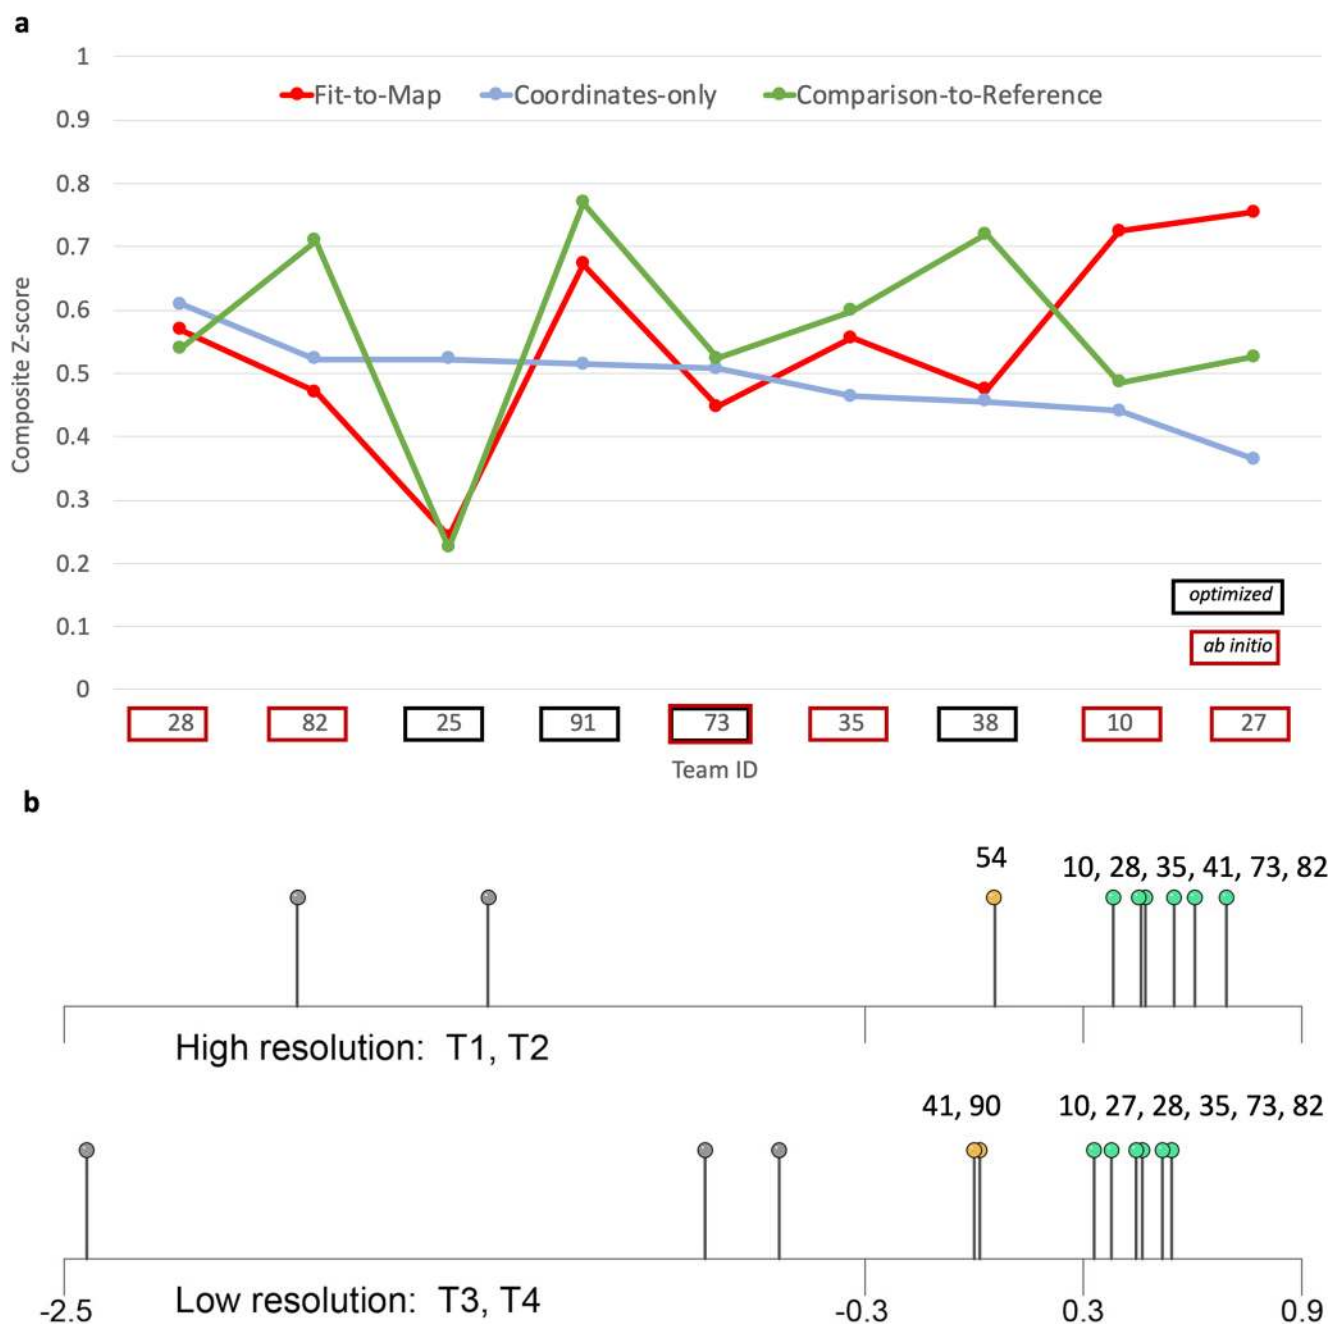 a
1
Fit-to-Map Coordinates-only Comparison-to-Reference
0.9
0.8
0.7
0.6
0.5
0.4
0.3
0.2
0.1
0
Composite Z-score
optimized
ab initio
28 82 25 91 73 35 38 10 27
Team ID
b
54
10, 28, 35, 41, 73, 82
High resolution: T1, T2
41, 90
10, 27, 28, 35, 73, 82
Low resolution: T3, T4
-2.5 -0.3 0.3 0.9